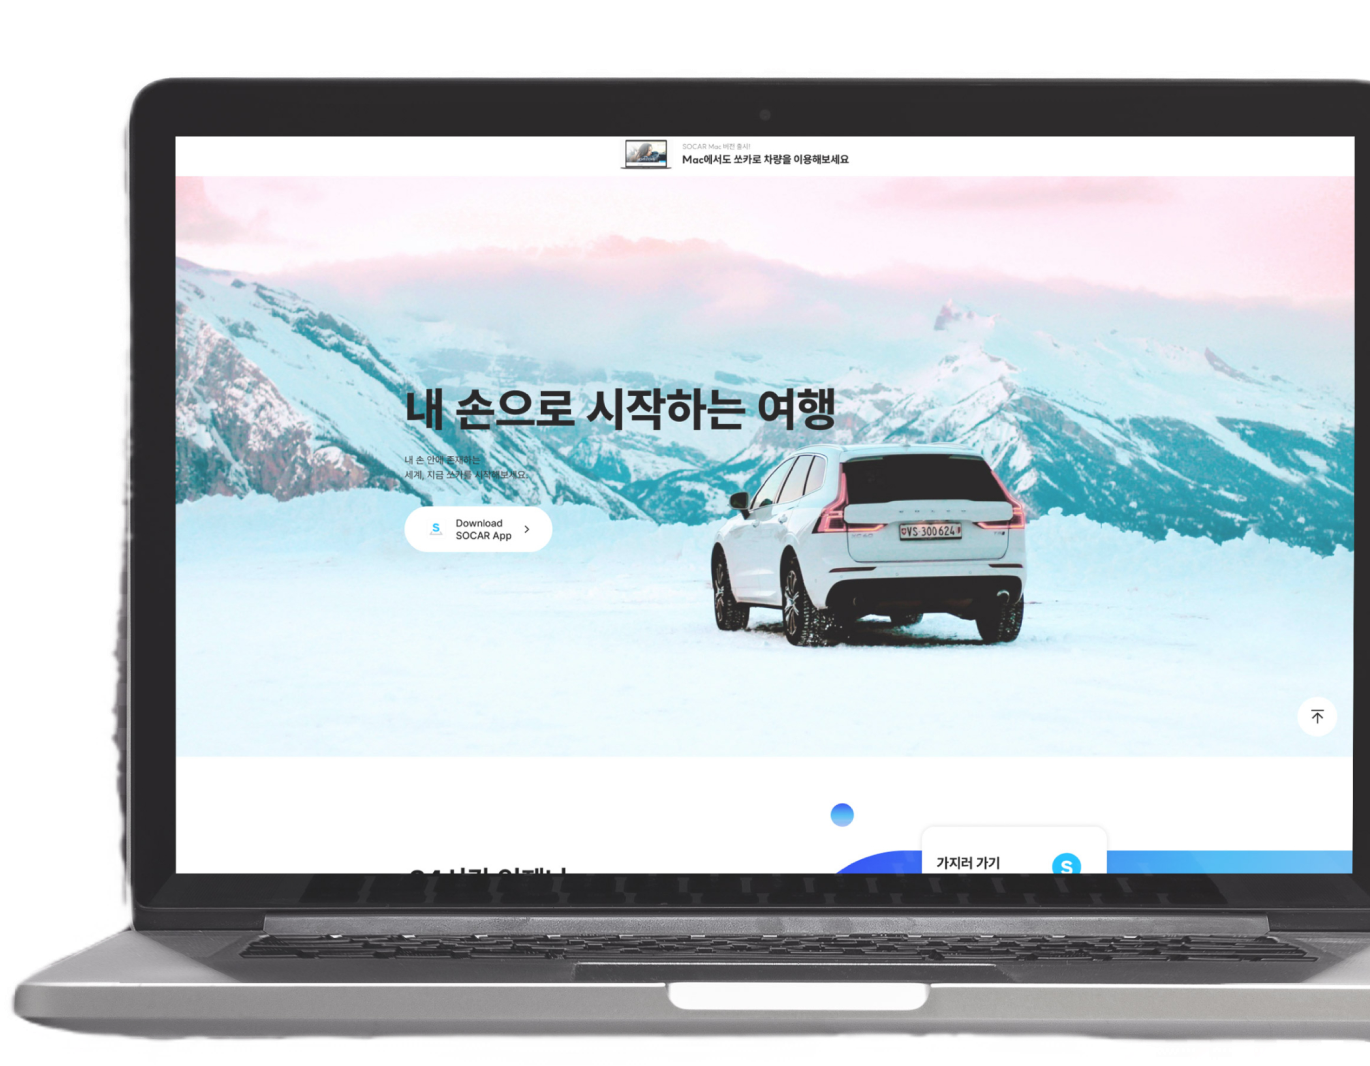 SOCAR Mac 버전 출시!
Mac에서도 쏘카로 차량을 이용해보세요
내 손으로 시작하는 여행
내 손 안에 존재하는
세계, 지금 쏘카를 시작해보세요.
S
Download
SOCAR App
VOLVO
VS·300624
가지러 가기
S